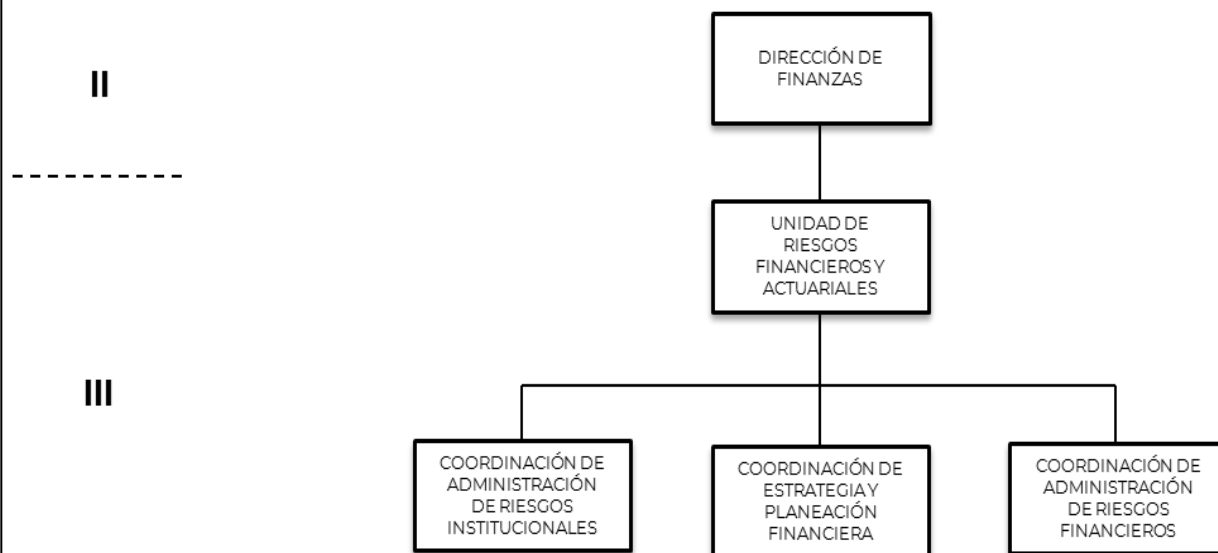 II
DIRECCIÓN DE
FINANZAS
UNIDAD DE
RIESGOS
FINANCIEROS Y
ACTUARIALES
III
COORDINACIÓN DE
ADMINISTRACIÓN
DE RIESGOS
INSTITUCIONALES
COORDINACIÓN DE
ESTRATEGIA Y
PLANEACIÓN
FINANCIERA
COORDINACIÓN DE
ADMINISTRACIÓN
DE RIESGOS
FINANCIEROS